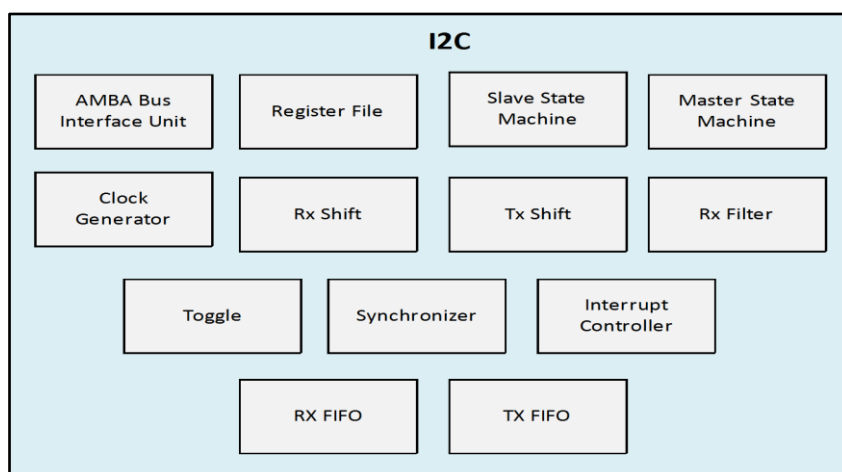 I2C
AMBA Bus
Interface Unit
Register File
Slave State
Machine
Master State
Machine
Clock
Generator
Rx Shift
Tx Shift
Rx Filter
Toggle
Synchronizer
Interrupt
Controller
RX FIFO
TX FIFO